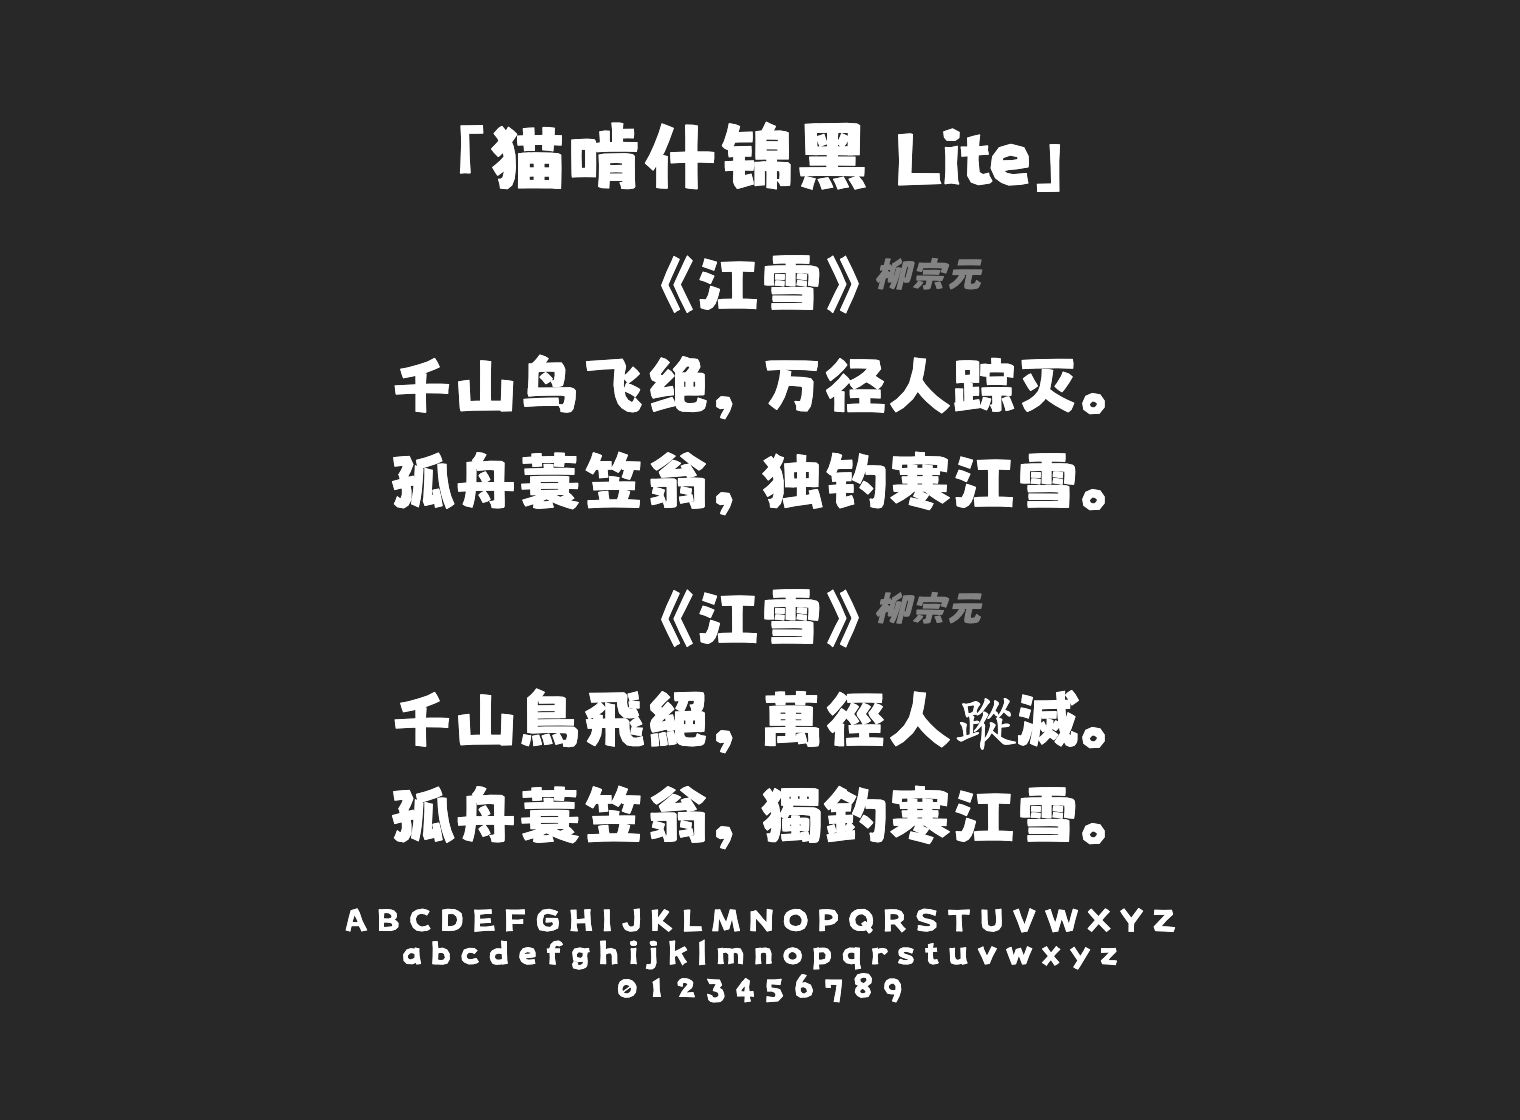 「猫啃什锦黑 Lite」
《江雪》柳宗元
千山鸟飞绝，万径人踪灭。
孤舟蓑笠翁，独钓寒江雪。
《江雪》柳宗元
千山鳥飛絕，萬徑人蹤滅。
孤舟蓑笠翁，獨釣寒江雪。
A B C D E F G H I J K L M N O P Q R S T U V W X Y Z
a b c d e f g h i j k l m n o p q r s t u v w x y z
0 1 2 3 4 5 6 7 8 9